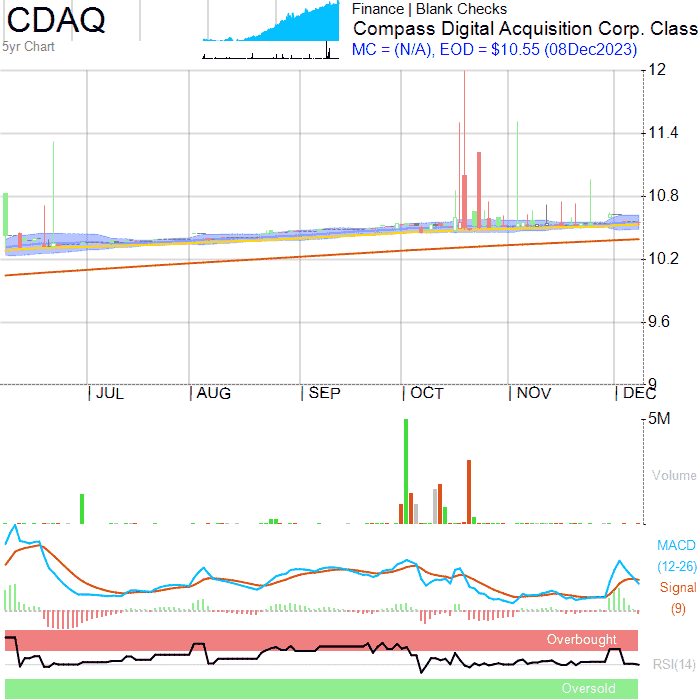 CDAQ
5yr Chart
Finance | Blank Checks
Compass Digital Acquisition Corp. Class
MC = (N/A), EOD = $10.55 (08Dec2023)
12
11.4
10.8
10.2
9.6
9
JUL AUG SEP OCT NOV DEC
5M
Volume
MACD
(12-26)
Signal
(9)
Overbought
RSI(14)
Oversold